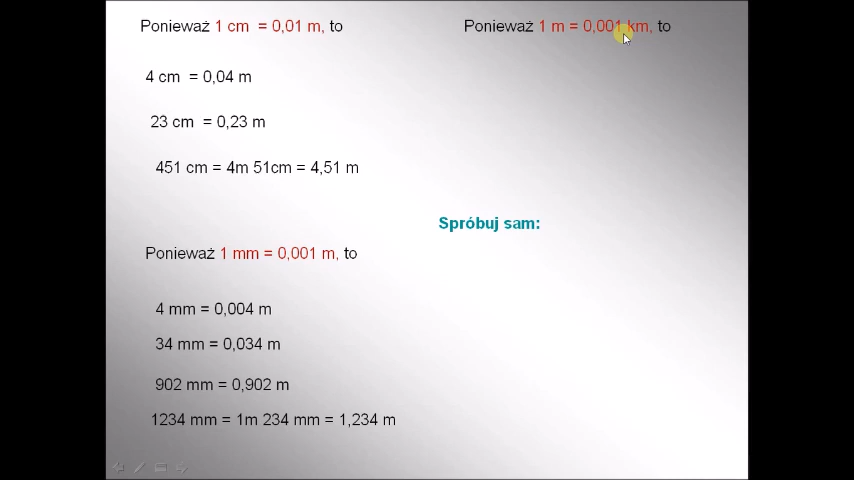 Ponieważ 1 cm = 0,01 m, to
4 cm = 0,04 m
23 cm = 0,23 m
451 cm = 4m 51cm = 4,51 m
Ponieważ 1 mm = 0,001 m, to
4 mm = 0,004 m
34 mm = 0,034 m
902 mm = 0,902 m
1234 mm = 1m 234 mm = 1,234 m
Ponieważ 1 m = 0,001 km, to
Spróbuj sam: